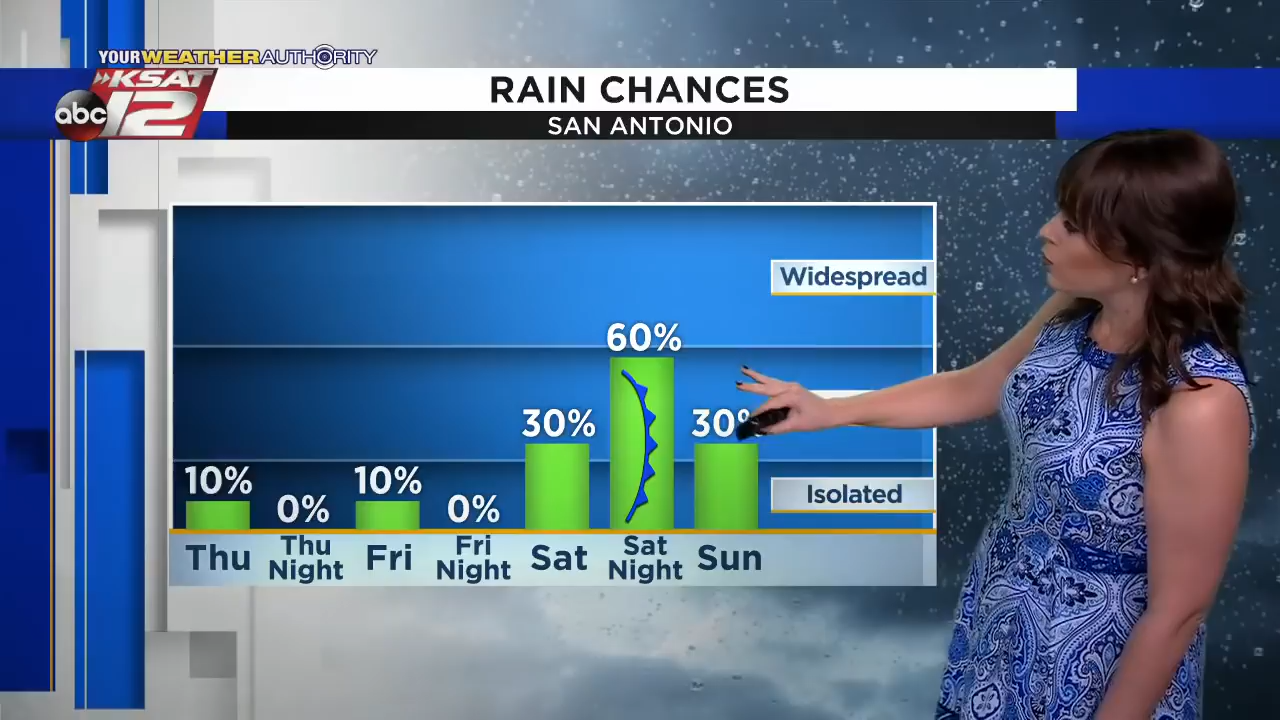 YOUR WEATHER AUTHORITY
KSAT
abc 12
RAIN CHANCES
SAN ANTONIO
Widespread
60%
30%
30%
10%
10%
0%
0%
Isolated
Thu
Thu Night
Fri
Fri Night
Sat
Sat Night
Sun